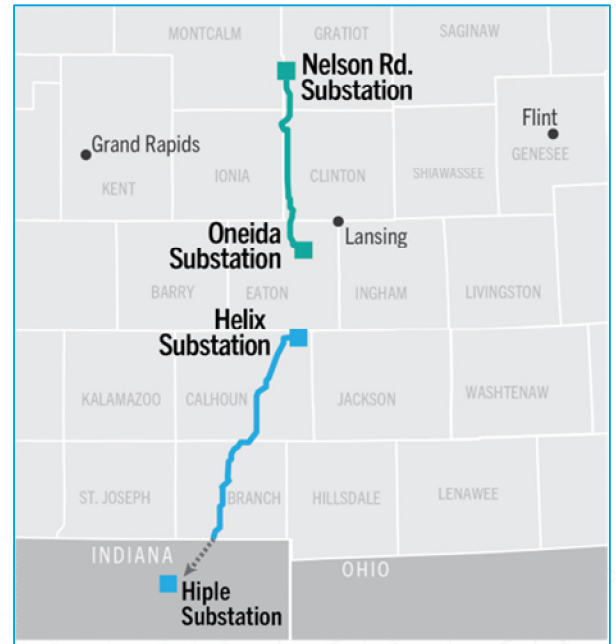 MONTCALM
GRATIOT
SAGINAW
Nelson Rd.
Substation
Flint
GENESEE
Grand Rapids
KENT
IONIA
CLINTON
SHIAWASSEE
Oneida
Substation
Lansing
BARRY
EATON
INGHAM
LIVINGSTON
Helix
Substation
KALAMAZOO
CALHOUN
JACKSON
WASHTENAW
ST. JOSEPH
BRANCH
HILLSDALE
LENAWEE
INDIANA
OHIO
Hiple
Substation